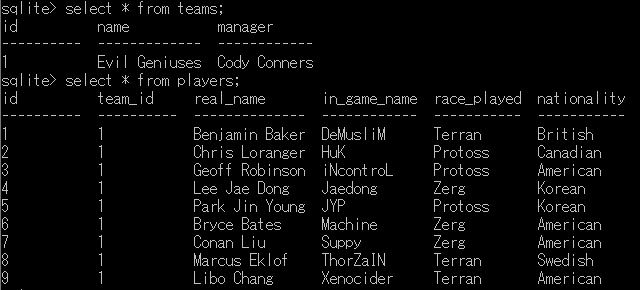 sqlite> select * from teams;
id          name            manager
----------  --------------  ------------
1           Evil Geniuses   Cody Conners
sqlite> select * from players;
id          team_id     real_name       in_game_name  race_played  nationality
----------  ----------  --------------  ------------  -----------  -----------
1           1           Benjamin Baker  DeMusliM      Terran       British
2           1           Chris Loranger  HuK           Protoss      Canadian
3           1           Geoff Robinson  iNcontroL     Protoss      American
4           1           Lee Jae Dong    Jaedong       Zerg         Korean
5           1           Park Jin Young  JYP           Protoss      Korean
6           1           Bryce Bates     Machine       Zerg         American
7           1           Conan Liu       Suppy         Zerg         American
8           1           Marcus Eklof    ThorZaIN      Terran       Swedish
9           1           Libo Chang      Xenocider     Terran       American